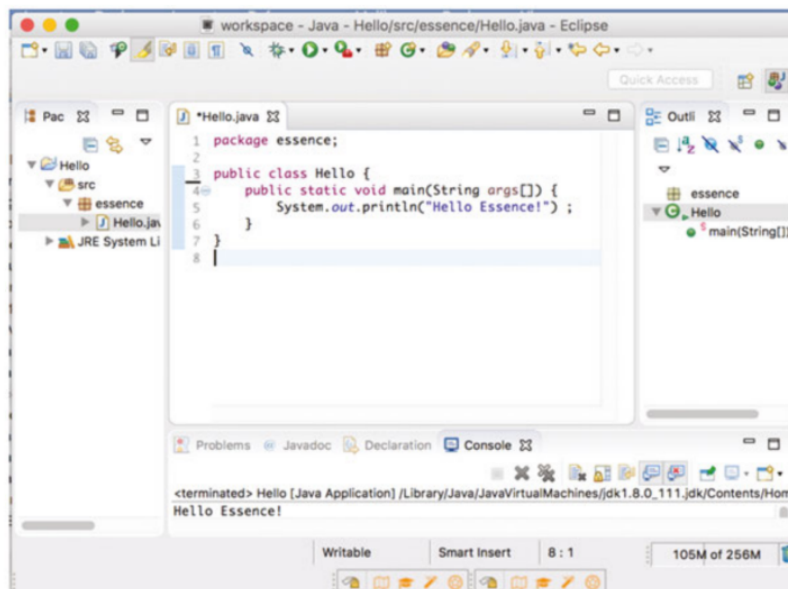 workspace - Java - Hello/src/essence/Hello.java - Eclipse
Quick Access
Pac
Hello
src
essence
Hello.jav
JRE System Li
*Hello.java
1 package essence;
2
3 public class Hello {
4 public static void main(String args[]) {
5 System.out.println("Hello Essence!") ;
6 }
7 }
8
Outli
essence
Hello
main(String[])
Problems Javadoc Declaration Console
<terminated> Hello [Java Application] /Library/Java/JavaVirtualMachines/jdk1.8.0_111.jdk/Contents/Hom
Hello Essence!
Writable Smart Insert 8 : 1 105M of 256M